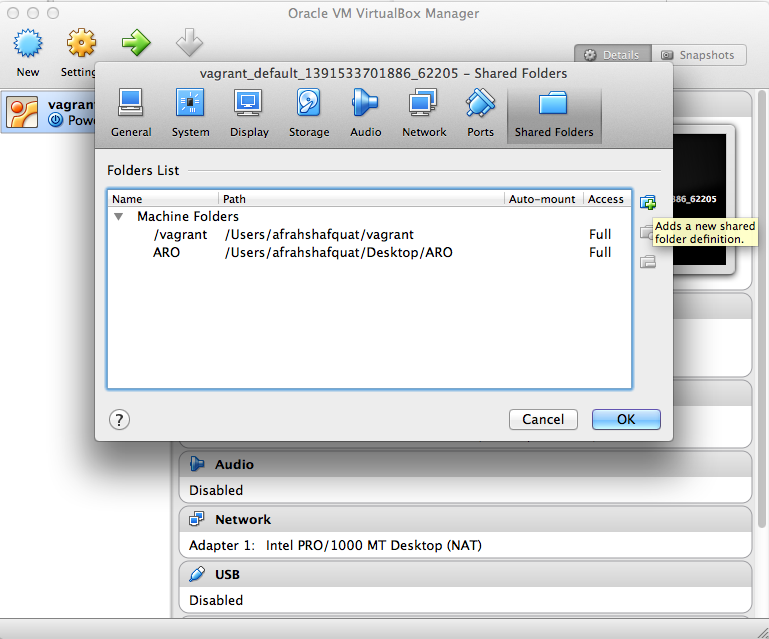 Oracle VM VirtualBox Manager
New
Details
Snapshots
vagrant_default_1391533701886_62205 – Shared Folders
General
System
Display
Storage
Audio
Network
Ports
Shared Folders
Folders List
Name Path Auto-mount Access
Machine Folders
/vagrant /Users/afrahshafquat/vagrant Full
ARO /Users/afrahshafquat/Desktop/ARO Full
86_62205
Adds a new shared
folder definition.
?
Cancel
OK
Audio
Disabled
Network
Adapter 1: Intel PRO/1000 MT Desktop (NAT)
USB
Disabled